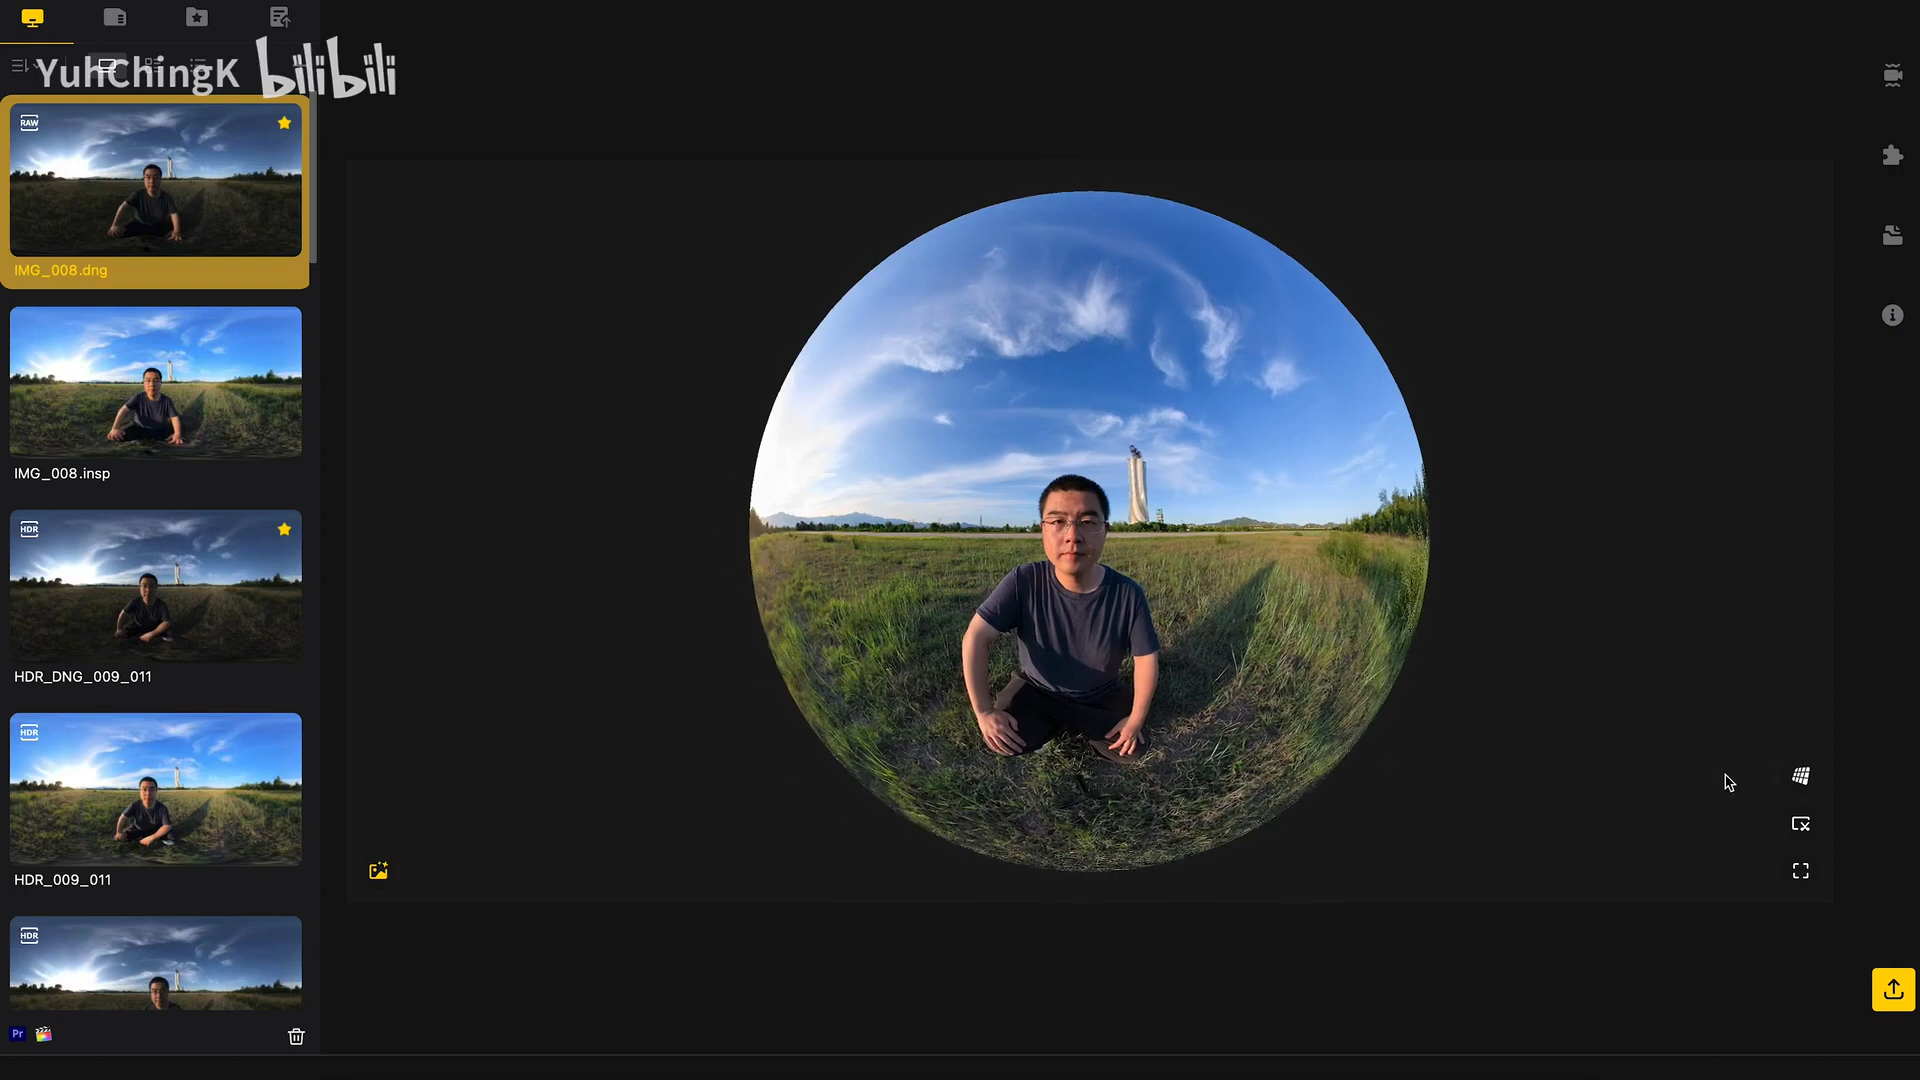 YuhChingK bilibili
RAW
IMG_008.dng
IMG_008.insp
HDR
HDR_DNG_009_011
HDR
HDR_009_011
HDR
Pr